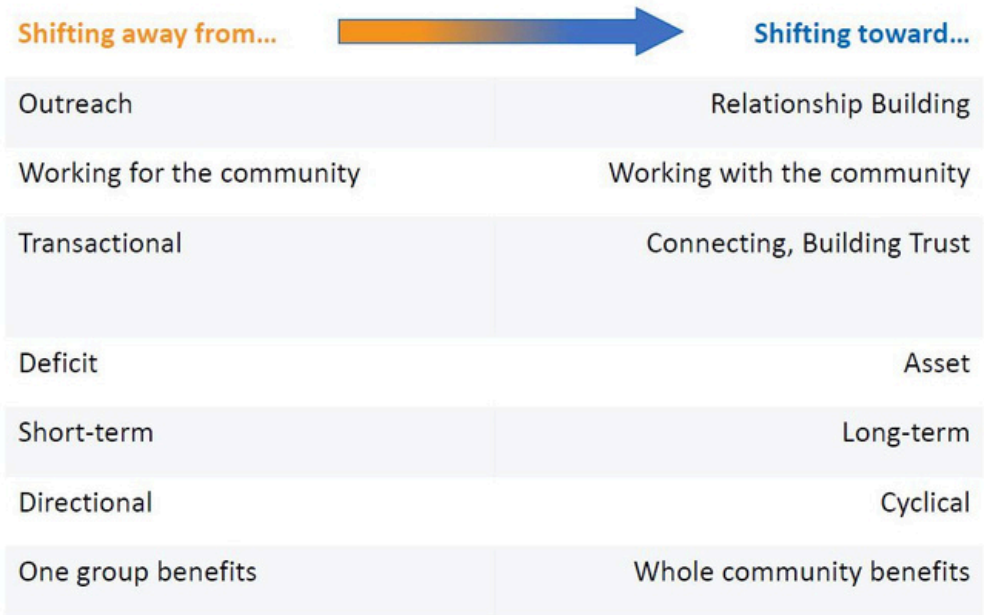 Shifting away from... Shifting toward...
Outreach Relationship Building
Working for the community Working with the community
Transactional Connecting, Building Trust
Deficit Asset
Short-term Long-term
Directional Cyclical
One group benefits Whole community benefits